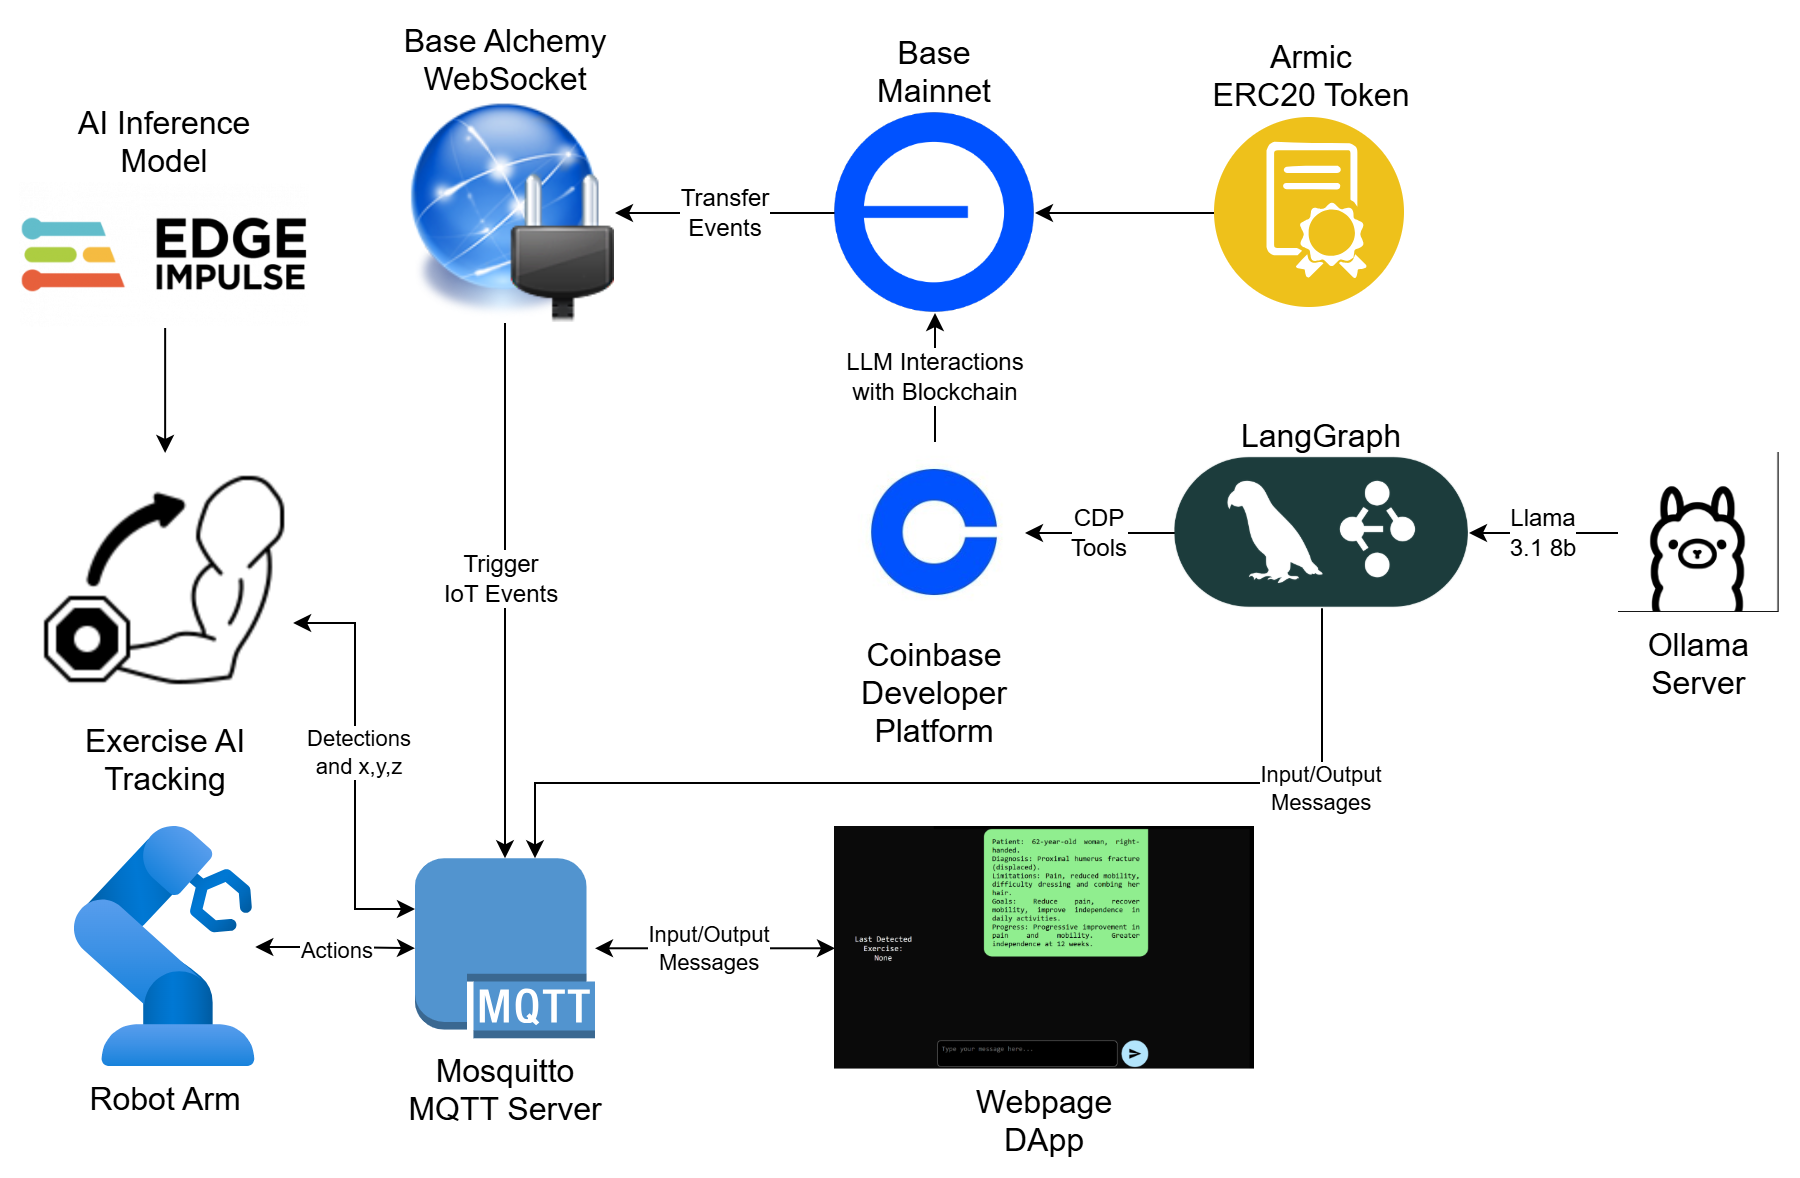 Base Alchemy
WebSocket
Base
Mainnet
Armic
ERC20 Token
AI Inference
Model
EDGE
IMPULSE
Transfer
Events
LLM Interactions
with Blockchain
LangGraph
CDP
Tools
Llama
3.1 8b
Trigger
IoT Events
Coinbase
Developer
Platform
Ollama
Server
Exercise AI
Tracking
Detections
and x,y,z
Input/Output
Messages
Patient: 62-year-old woman, right-
handed.
Diagnosis: Proximal humerus fracture
(displaced).
Limitations: Pain, reduced mobility,
difficulty dressing and combing her
hair.
Goals: Reduce pain, recover
mobility, improve independence in
daily activities.
Progress: Progressive improvement in
pain and mobility. Greater
independence at 12 weeks.
Last Detected
Exercise:
None
Type your message here...
Actions
Input/Output
Messages
MQTT
Robot Arm
Mosquitto
MQTT Server
Webpage
DApp